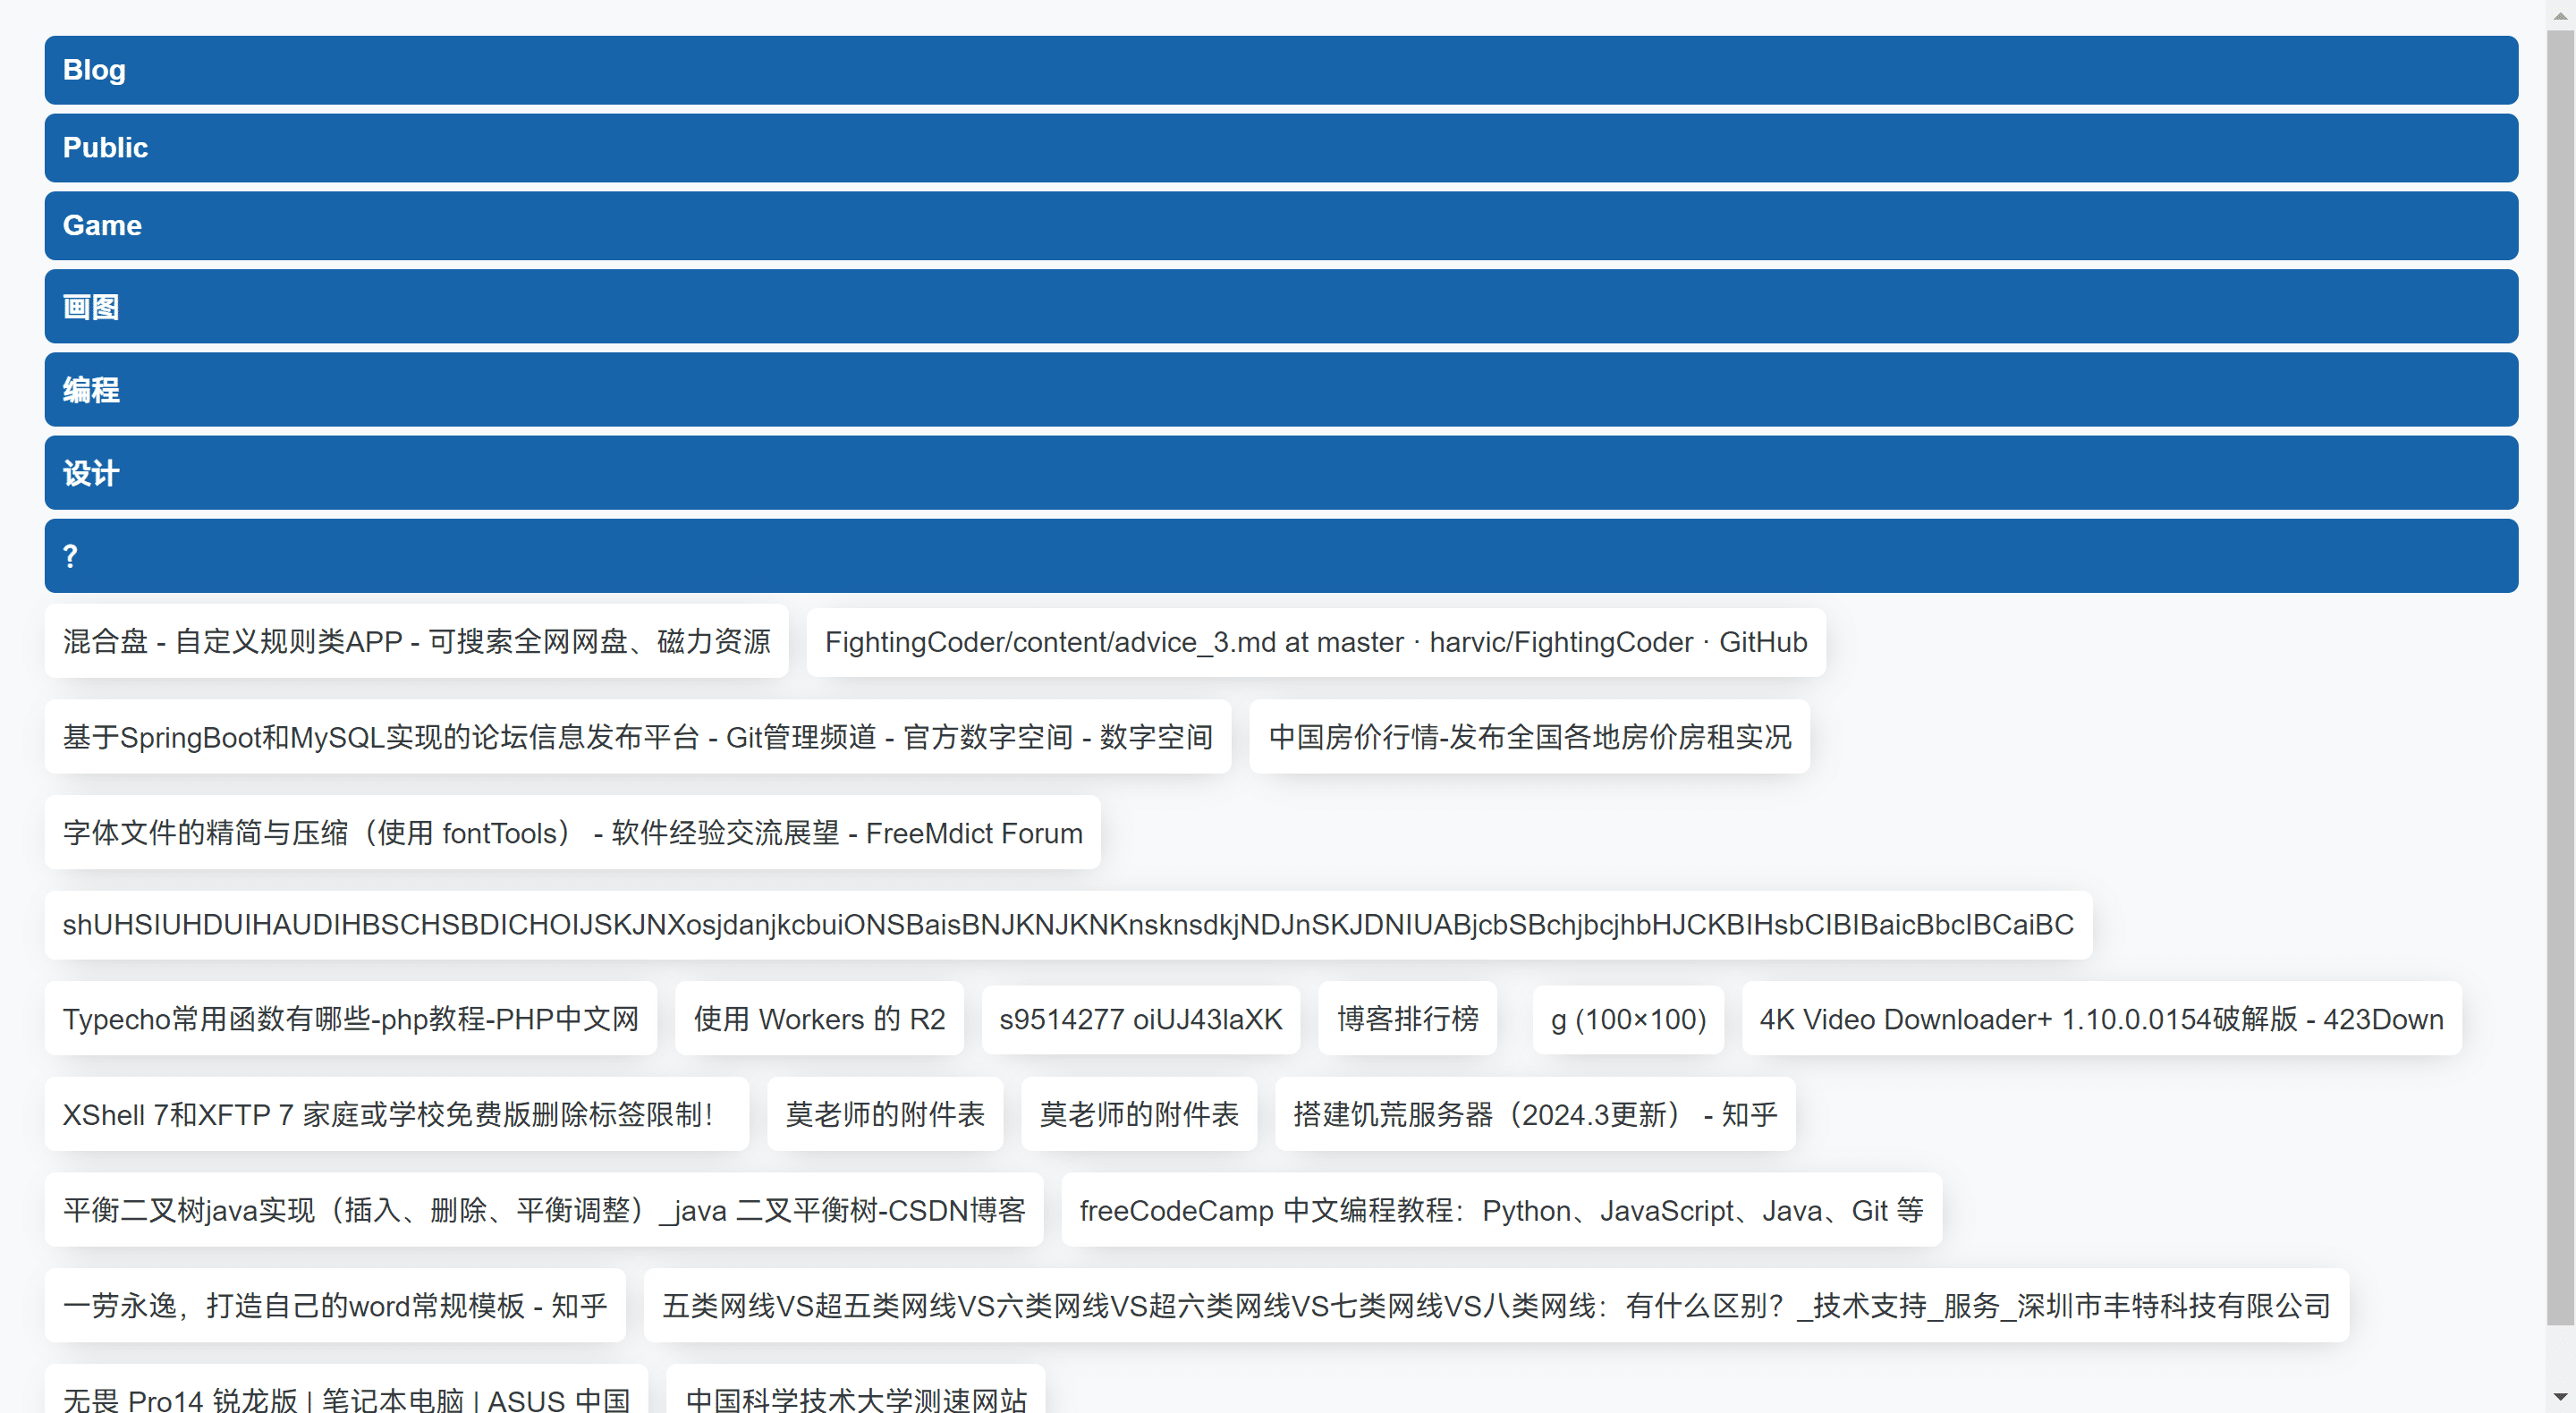 Blog
Public
Game
画图
编程
设计
?
混合盘 - 自定义规则类APP - 可搜索全网网盘、磁力资源 FightingCoder/content/advice_3.md at master · harvic/FightingCoder · GitHub
基于SpringBoot和MySQL实现的论坛信息发布平台 - Git管理频道 - 官方数字空间 - 数字空间 中国房价行情-发布全国各地房价房租实况
字体文件的精简与压缩（使用 fontTools） - 软件经验交流展望 - FreeMdict Forum
shUHSIUHDUIHAUDIHBSCHSBDICHOIJSKJNXosjdanjkcbuiONSBaisBNJKNJKNKnsknsdkjNDJnSKJDNIUABjcbSBchjbcjhbHJCKBIHsbCIBIBaicBbcIBCaiBC
Typecho常用函数有哪些-php教程-PHP中文网 使用 Workers 的 R2 s9514277 oiUJ43laXK 博客排行榜 g (100×100) 4K Video Downloader+ 1.10.0.0154破解版 - 423Down
XShell 7和XFTP 7 家庭或学校免费版删除标签限制！ 莫老师的附件表 莫老师的附件表 搭建饥荒服务器（2024.3更新） - 知乎
平衡二叉树java实现（插入、删除、平衡调整）_java 二叉平衡树-CSDN博客 freeCodeCamp 中文编程教程：Python、JavaScript、Java、Git 等
一劳永逸，打造自己的word常规模板 - 知乎 五类网线VS超五类网线VS六类网线VS超六类网线VS七类网线VS八类网线：有什么区别？_技术支持_服务_深圳市丰特科技有限公司
无畏 Pro14 锐龙版 | 笔记本电脑 | ASUS 中国 中国科学技术大学测速网站